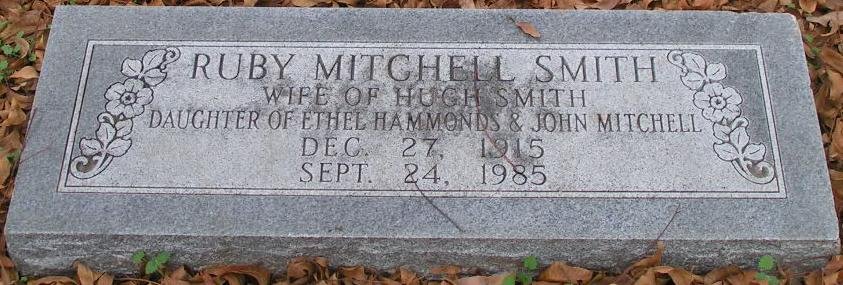 RUBY MITCHELL SMITH
WIFE OF HUGH SMITH
DAUGHTER OF ETHEL HAMMONDS & JOHN MITCHELL
DEC. 27, 1915
SEPT. 24, 1985